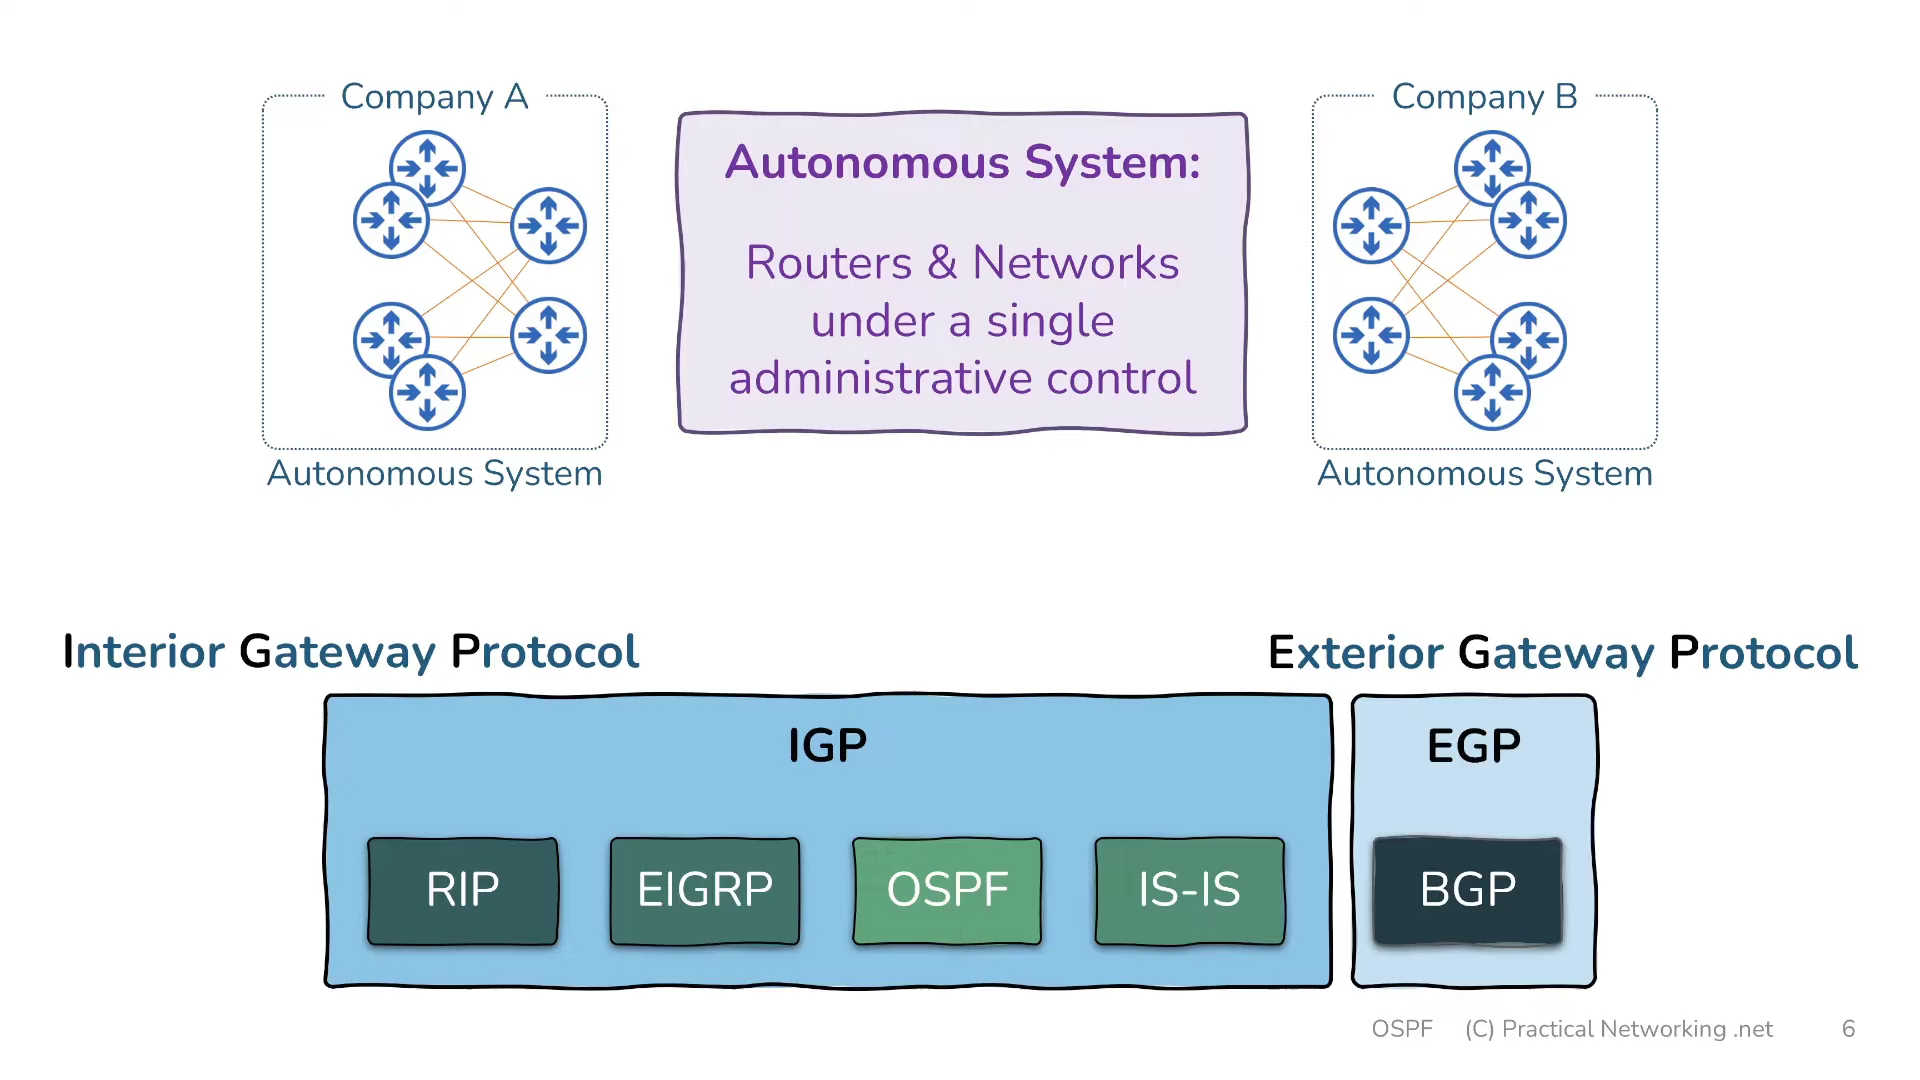 Company A
Company B
Autonomous System:
Routers & Networks
under a single
administrative control
Autonomous System
Autonomous System
Interior Gateway Protocol
Exterior Gateway Protocol
IGP
EGP
RIP
EIGRP
OSPF
IS-IS
BGP
OSPF (C) Practical Networking .net 6